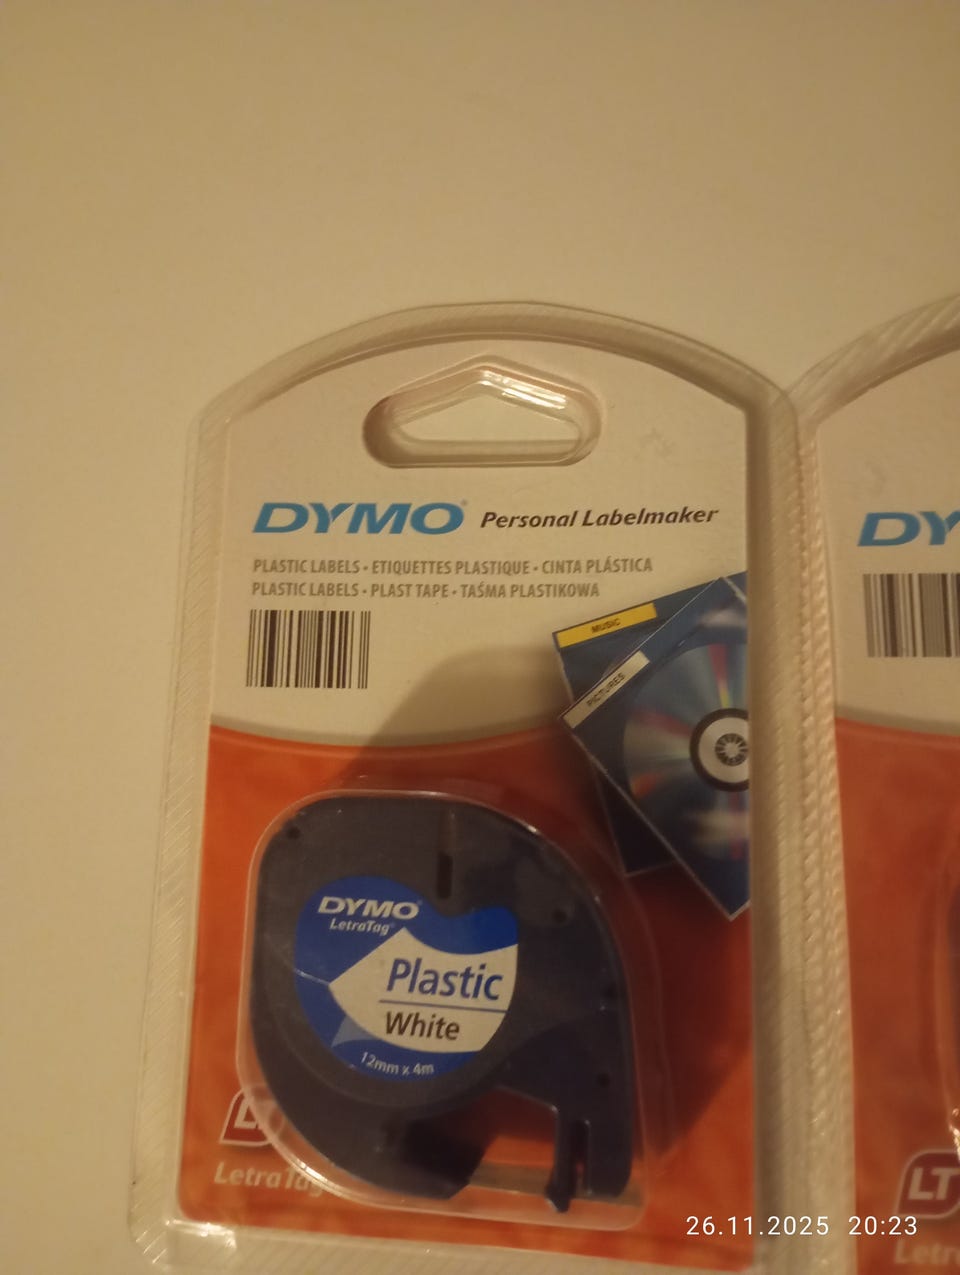 DYMO® Personal Labelmaker
PLASTIC LABELS • ETIQUETTES PLASTIQUE • CINTA PLÁSTICA
PLASTIC LABELS • PLAST TAPE • TAŚMA PLASTIKOWA
MUSIC
PICTURES
DYMO®
LetraTag®
Plastic
White
12mm x 4m
LetraTag
DY
LT
Letra
26.11.2025 20:23